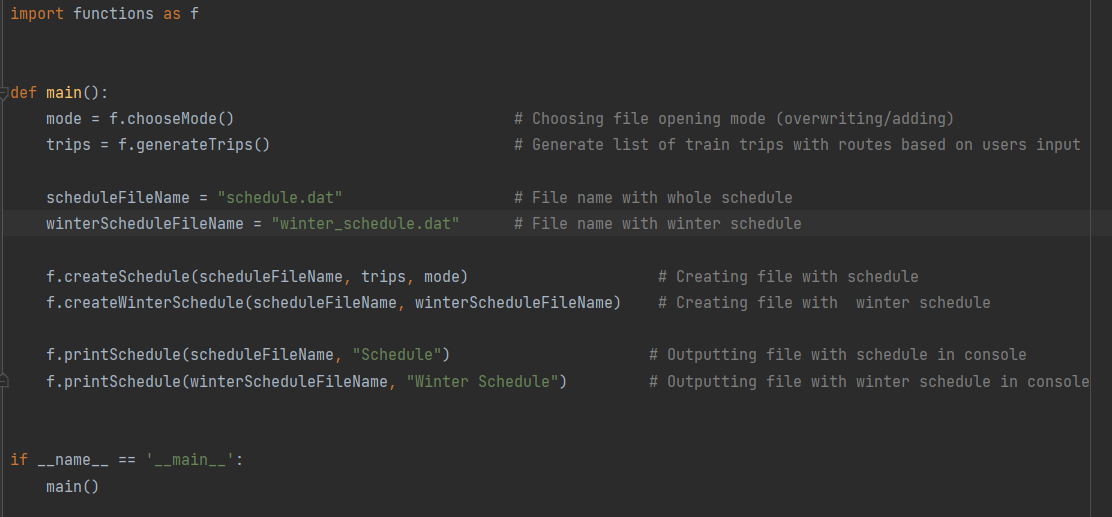 import functions as f
def main():
    mode = f.chooseMode()                               # Choosing file opening mode (overwriting/adding)
    trips = f.generateTrips()                           # Generate list of train trips with routes based on users input
    scheduleFileName = "schedule.dat"                   # File name with whole schedule
    winterScheduleFileName = "winter_schedule.dat"      # File name with winter schedule
    f.createSchedule(scheduleFileName, trips, mode)                     # Creating file with schedule
    f.createWinterSchedule(scheduleFileName, winterScheduleFileName)    # Creating file with  winter schedule
    f.printSchedule(scheduleFileName, "Schedule")                      # Outputting file with schedule in console
    f.printSchedule(winterScheduleFileName, "Winter Schedule")         # Outputting file with winter schedule in console
if __name__ == '__main__':
    main()